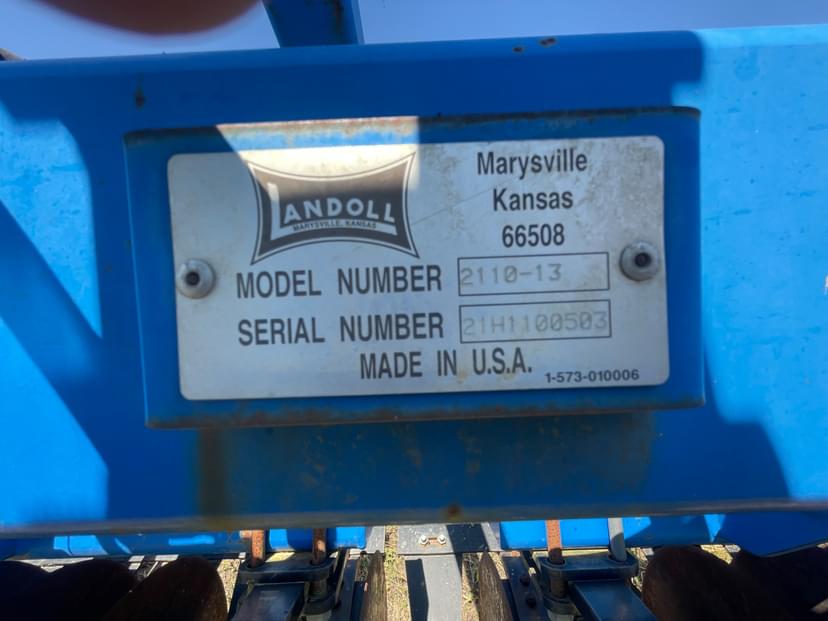 LANDOLL
MARYSVILLE, KANSAS
Marysville
Kansas
66508
MODEL NUMBER 2110-13
SERIAL NUMBER 21H1100503
MADE IN U.S.A.
1-573-010006